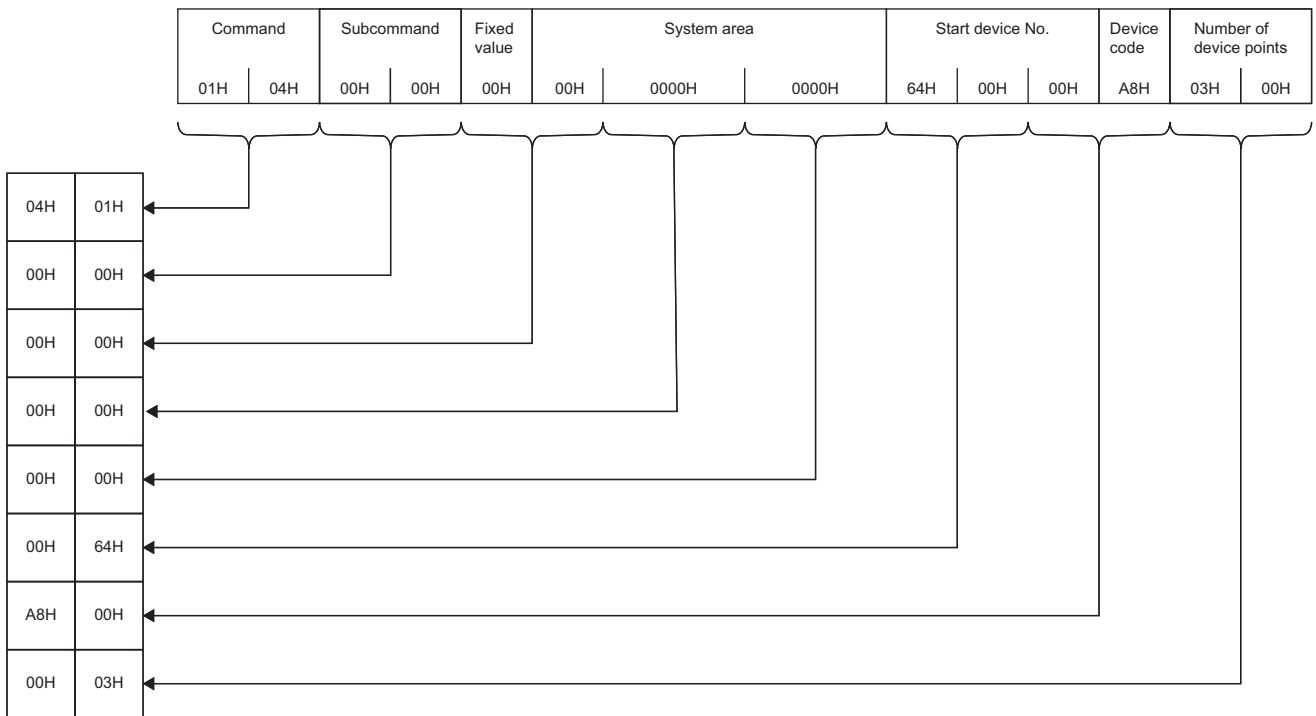 Command Subcommand Fixed value System area Start device No. Device code Number of device points
01H 04H 00H 00H 00H 00H 0000H 0000H 64H 00H 00H A8H 03H 00H
04H 01H
00H 00H
00H 00H
00H 00H
00H 00H
00H 64H
A8H 00H
00H 03H